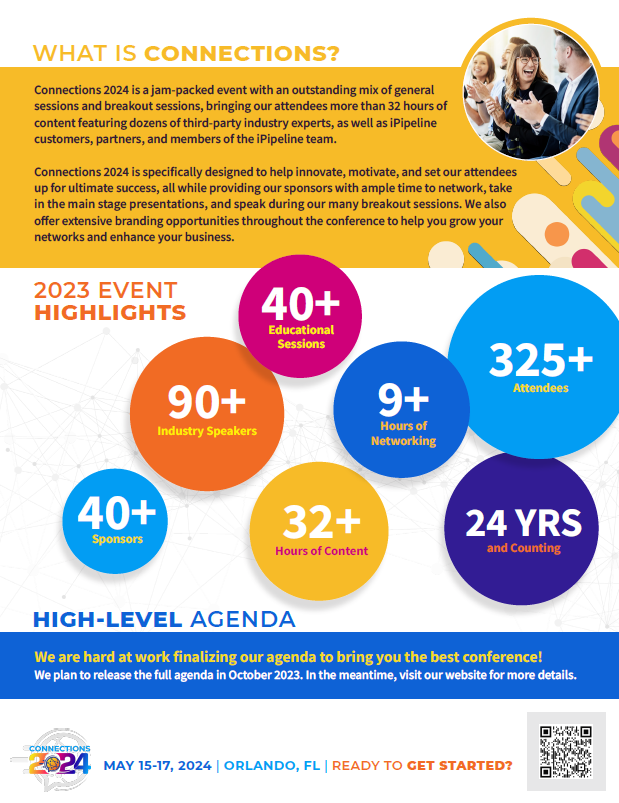 WHAT IS CONNECTIONS?
Connections 2024 is a jam-packed event with an outstanding mix of general
sessions and breakout sessions, bringing our attendees more than 32 hours of
content featuring dozens of third-party industry experts, as well as iPipeline
customers, partners, and members of the iPipeline team.
Connections 2024 is specifically designed to help innovate, motivate, and set our attendees
up for ultimate success, all while providing our sponsors with ample time to network, take
in the main stage presentations, and speak during our many breakout sessions. We also
offer extensive branding opportunities throughout the conference to help you grow your
networks and enhance your business.
2023 EVENT
HIGHLIGHTS
40+
Educational
Sessions
325+
Attendees
90+
Industry Speakers
9+
Hours of
Networking
40+
Sponsors
32+
Hours of Content
24 YRS
and Counting
HIGH-LEVEL AGENDA
We are hard at work finalizing our agenda to bring you the best conference!
We plan to release the full agenda in October 2023. In the meantime, visit our website for more details.
CONNECTIONS
2024
MAY 15-17, 2024 | ORLANDO, FL | READY TO GET STARTED?